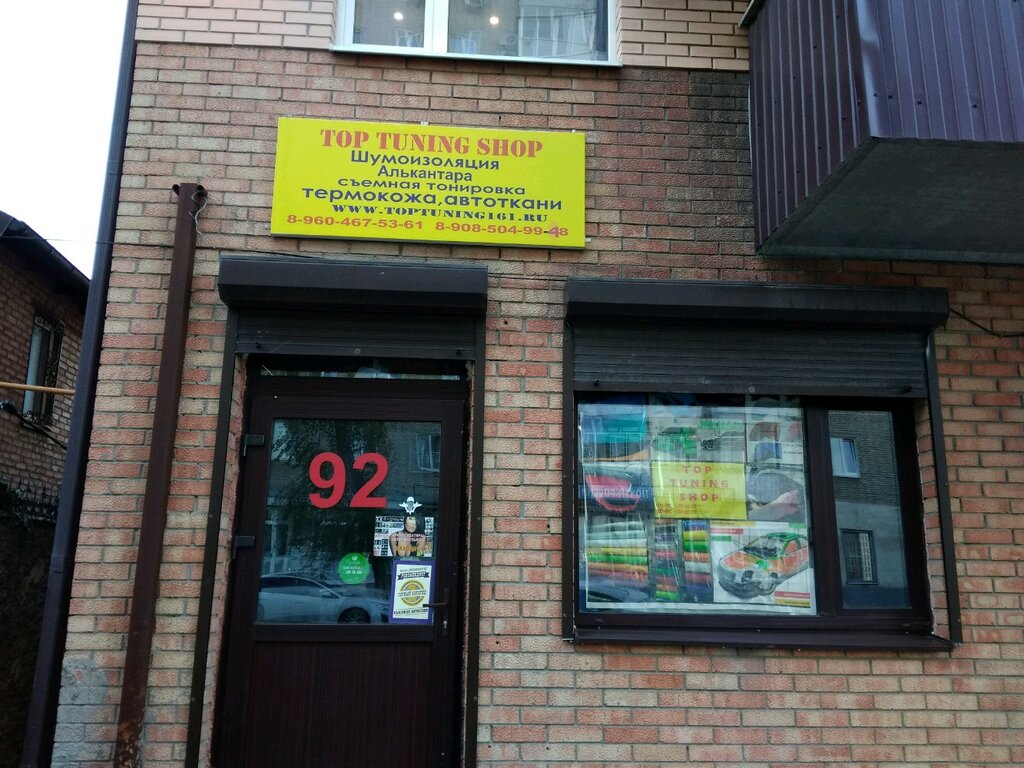 TOP TUNING SHOP
Шумоизоляция
Алькантара
съемная тонировка
термокожа,автоткани
WWW.TOPTUNING161.RU
8-960-467-53-61 8-908-504-99-48
92
TOP
TUNING
SHOP